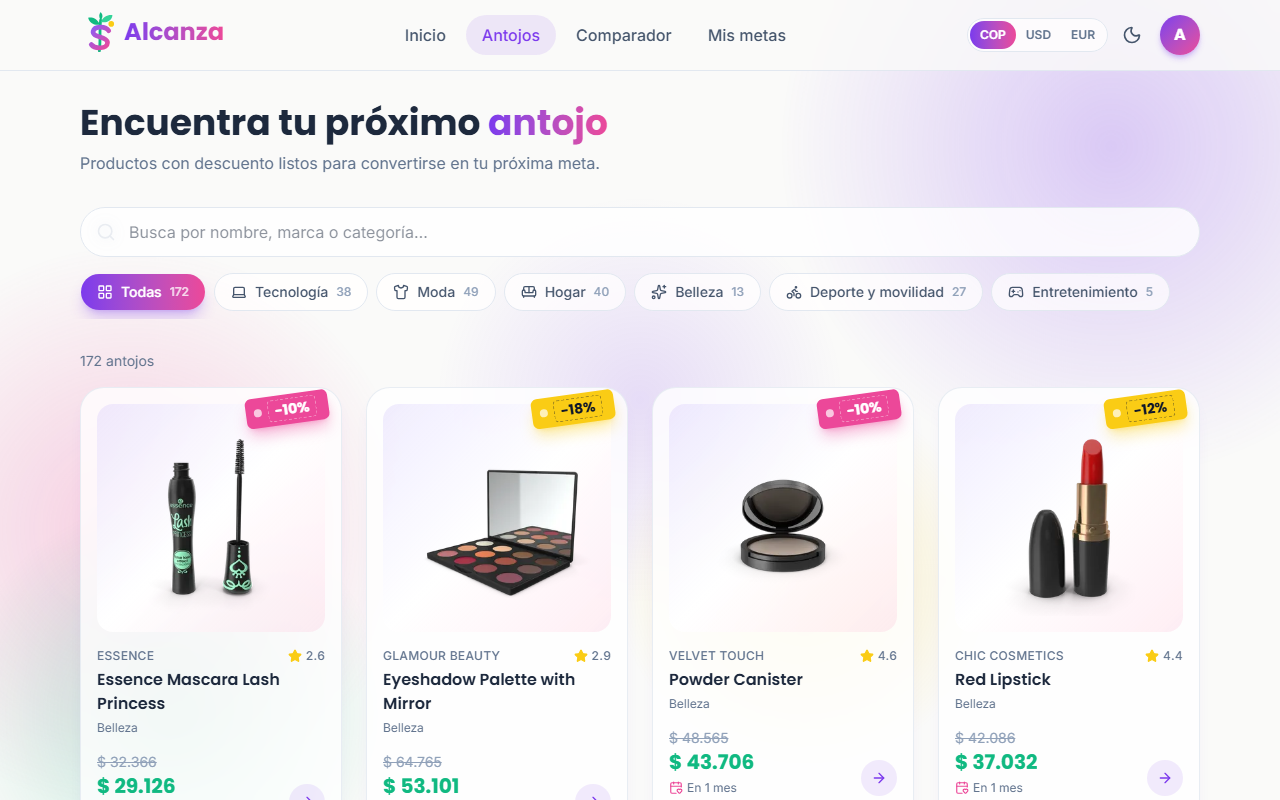 Alcanza
Inicio
Antojos
Comparador
Mis metas
COP
USD
EUR
A
Encuentra tu próximo antojo
Productos con descuento listos para convertirse en tu próxima meta.
Busca por nombre, marca o categoría...
Todas 172
Tecnología 38
Moda 49
Hogar 40
Belleza 13
Deporte y movilidad 27
Entretenimiento 5
172 antojos
-10%
essence
Lash
PRINCESS
ESSENCE
2.6
Essence Mascara Lash
Princess
Belleza
$ 32.366
$ 29.126
-18%
GLAMOUR BEAUTY
2.9
Eyeshadow Palette with
Mirror
Belleza
$ 64.765
$ 53.101
-10%
VELVET TOUCH
4.6
Powder Canister
Belleza
$ 48.565
$ 43.706
En 1 mes
-12%
CHIC COSMETICS
4.4
Red Lipstick
Belleza
$ 42.086
$ 37.032
En 1 mes